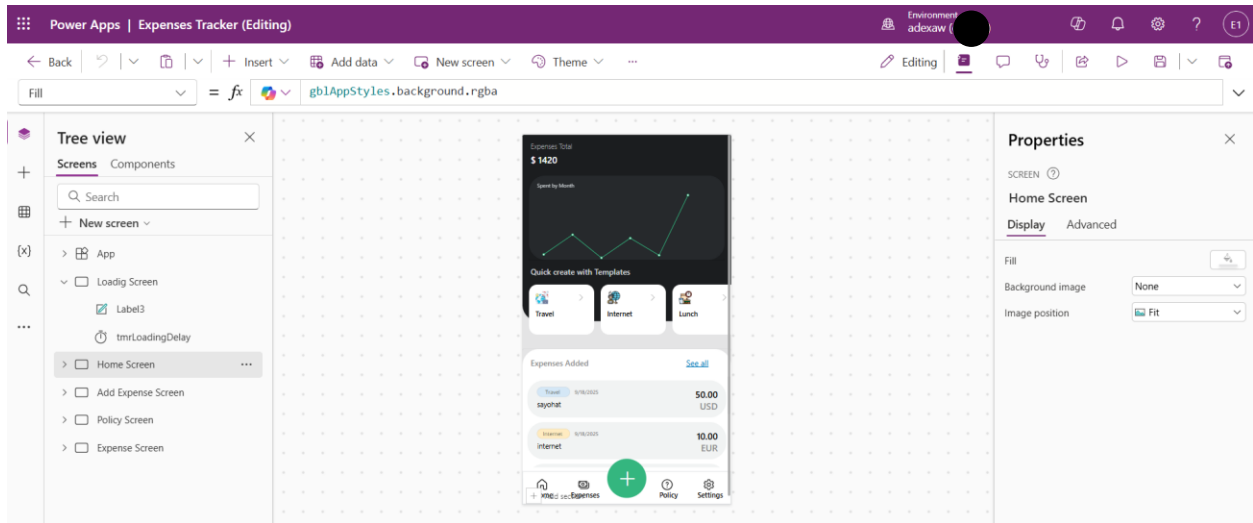 Power Apps | Expenses Tracker (Editing)
Environment
adexaw (
E1
Back
Insert
Add data
New screen
Theme
Editing
Fill
= fx
gblAppStyles.background.rgba
Tree view
Screens Components
Search
New screen
App
Loadig Screen
Label3
tmrLoadingDelay
Home Screen
Add Expense Screen
Policy Screen
Expense Screen
Expenses Total
$ 1420
Spent by Month
Quick create with Templates
Travel Internet Lunch
Expenses Added See all
Travel 9/18/2025 50.00
sayohat USD
Internet 9/18/2025 10.00
internet EUR
Expenses Policy Settings
Properties
SCREEN
Home Screen
Display Advanced
Fill
Background image None
Image position Fit